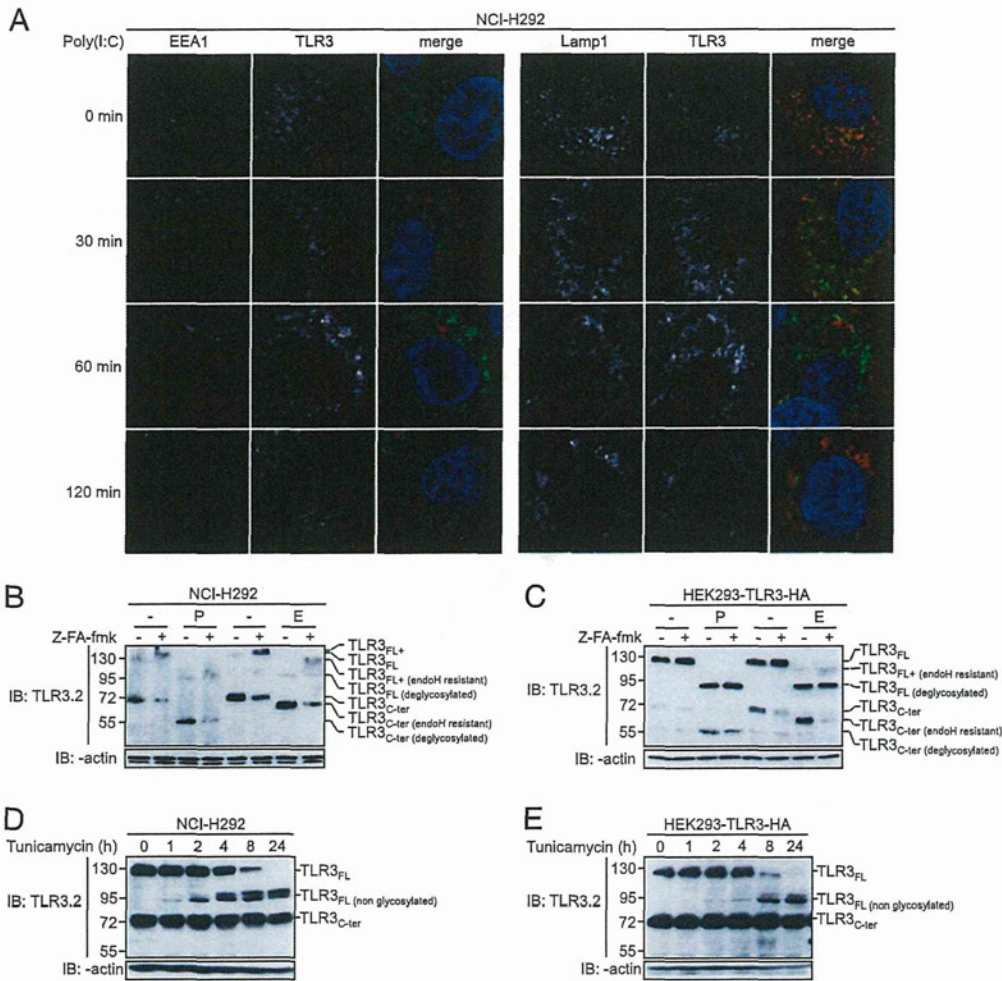 A
NCI-H292
Poly(I:C) EEA1 TLR3 merge Lamp1 TLR3 merge
0 min
30 min
60 min
120 min
B
NCI-H292
- P - E
Z-FA-fmk - + - + - + - +
130
95
72
55
IB: TLR3.2
TLR3FL+
TLR3FL
TLR3FL+ (endoH resistant)
TLR3FL (deglycosylated)
TLR3C-ter
TLR3C-ter (endoH resistant)
TLR3C-ter (deglycosylated)
IB: -actin
C
HEK293-TLR3-HA
- P - E
Z-FA-fmk - + - + - + - +
130
95
72
55
IB: TLR3.2
TLR3FL
TLR3FL+ (endoH resistant)
TLR3FL (deglycosylated)
TLR3C-ter
TLR3C-ter (endoH resistant)
TLR3C-ter (deglycosylated)
IB: -actin
D
NCI-H292
Tunicamycin (h) 0 1 2 4 8 24
130
95
72
55
IB: TLR3.2
TLR3FL
TLR3FL (non glycosylated)
TLR3C-ter
IB: -actin
E
HEK293-TLR3-HA
Tunicamycin (h) 0 1 2 4 8 24
130
95
72
55
IB: TLR3.2
TLR3FL
TLR3FL (non glycosylated)
TLR3C-ter
IB: -actin